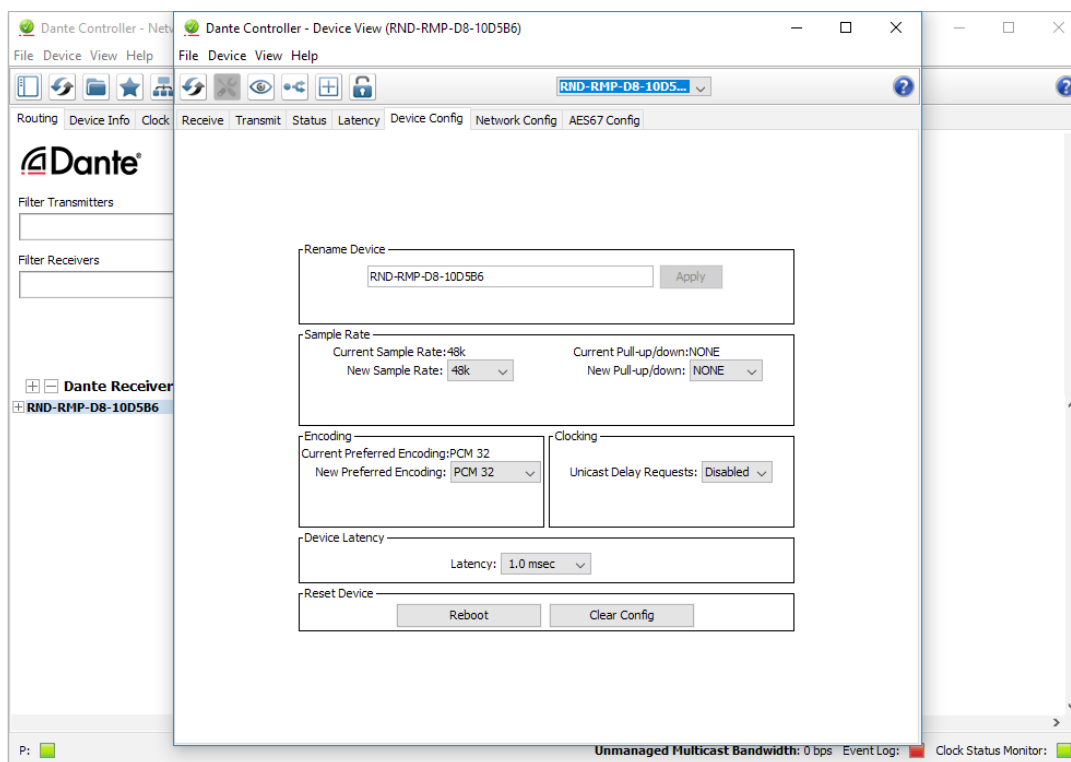 Dante Controller - Netw
File Device View Help
Routing Device Info Clock
Dante®
Filter Transmitters
Filter Receivers
Dante Receiver
RND-RMP-D8-10D5B6
P:
Dante Controller - Device View (RND-RMP-D8-10D5B6)
File Device View Help
RND-RMP-D8-10D5...
?
Receive Transmit Status Latency Device Config Network Config AES67 Config
Rename Device
RND-RMP-D8-10D5B6 Apply
Sample Rate
Current Sample Rate:48k Current Pull-up/down:NONE
New Sample Rate: 48k New Pull-up/down: NONE
Encoding Clocking
Current Preferred Encoding:PCM 32
New Preferred Encoding: PCM 32 Unicast Delay Requests: Disabled
Device Latency
Latency: 1.0 msec
Reset Device
Reboot Clear Config
?
Unmanaged Multicast Bandwidth: 0 bps Event Log: Clock Status Monitor: